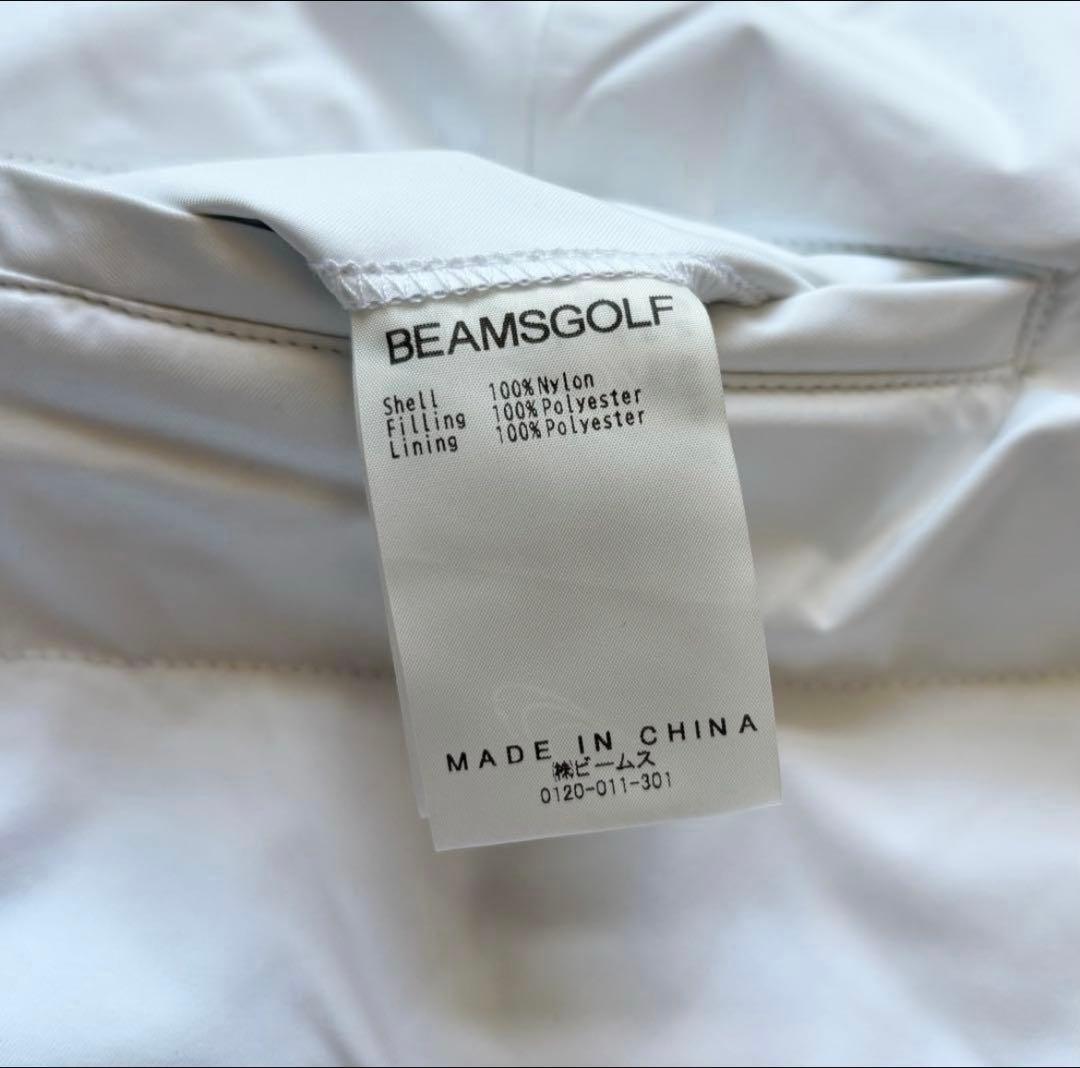 BEAMSGOLF
Shell 100%Nylon
Filling 100%Polyester
Lining 100%Polyester
MADE IN CHINA
㈱ビームス
0120-011-301